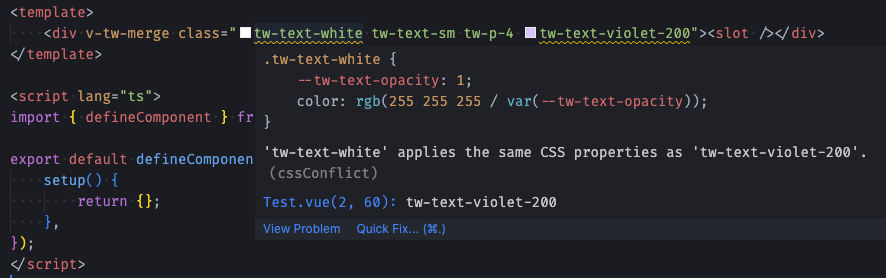 <template>
<div v-tw-merge class="tw-text-white tw-text-sm tw-p-4 tw-text-violet-200"><slot /></div>
</template>
.tw-text-white {
--tw-text-opacity: 1;
color: rgb(255 255 255 / var(--tw-text-opacity));
}
'tw-text-white' applies the same CSS properties as 'tw-text-violet-200'.
(cssConflict)
Test.vue(2, 60): tw-text-violet-200
View Problem Quick Fix... (⌘.)
<script lang="ts">
import { defineComponent } fr
export default defineComponent
setup() {
return {};
},
});
</script>